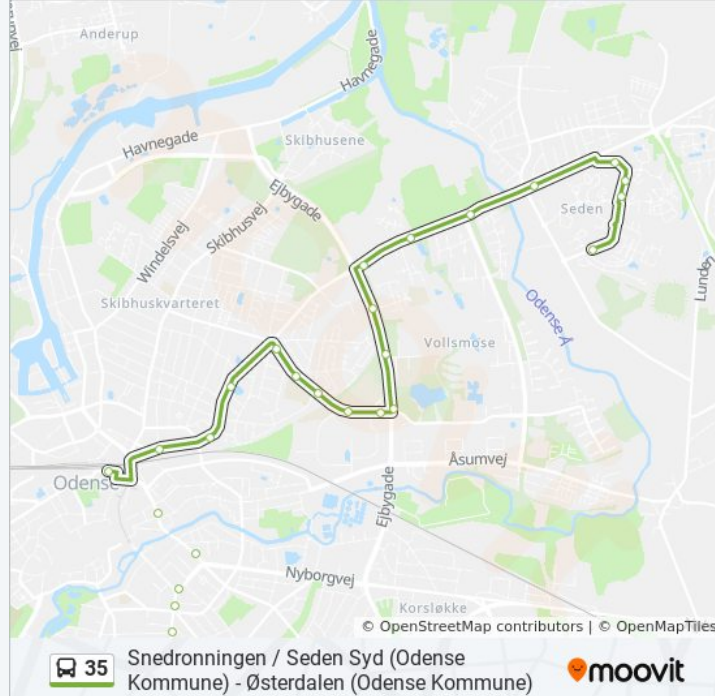 Anderup
Havnegade
Havnegade
Skibhusene
Ejbygade
Seden
Skibhusvej
Windelsvej
Skibhuskvarteret
Odense Å
Vollsmose
Åsumvej
Odense
Ejbygade
Nyborgvej
Korsløkke
© OpenStreetMap contributors | © OpenMapTiles
35
Snedronningen / Seden Syd (Odense
Kommune) - Østerdalen (Odense Kommune)
moovit